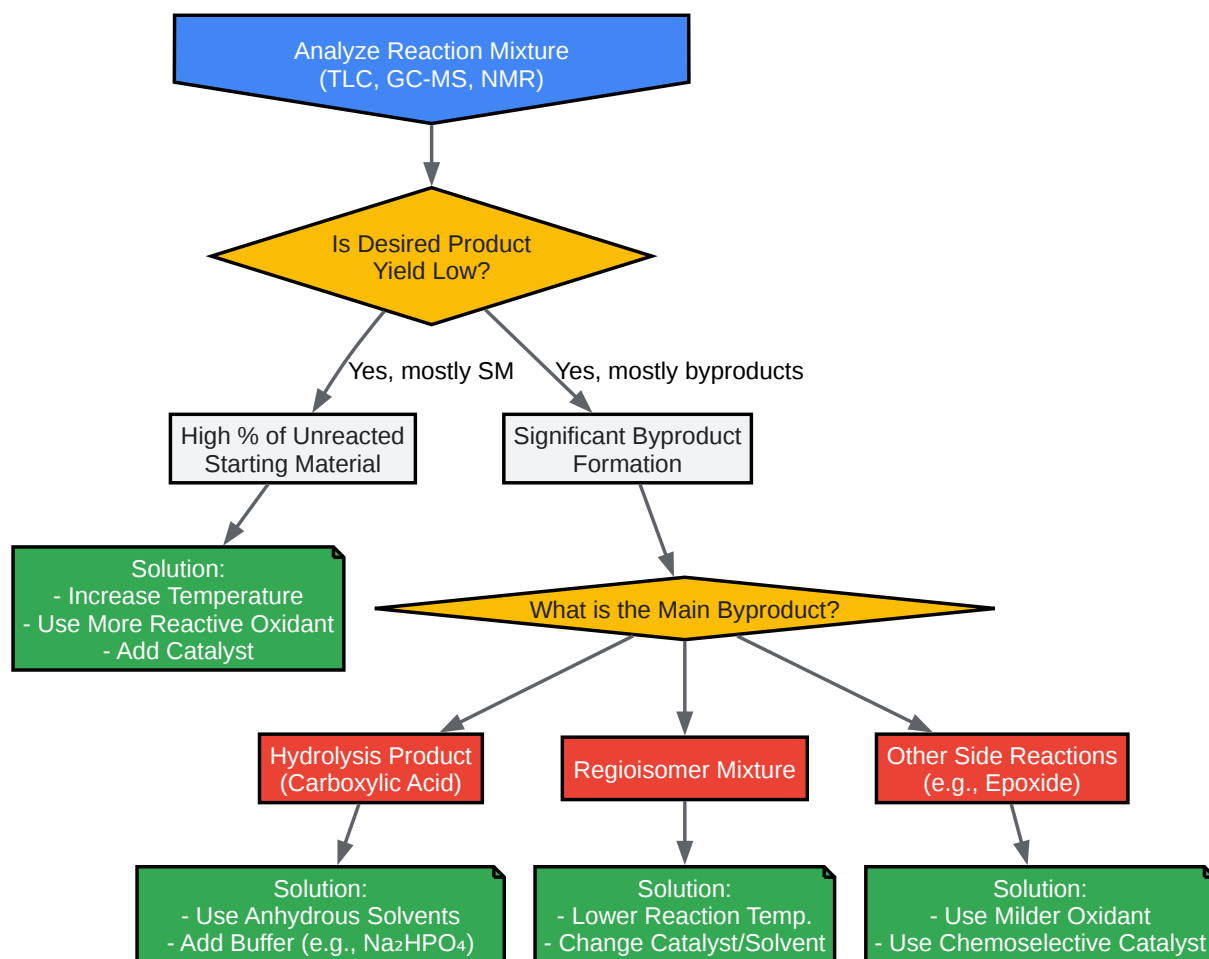 Analyze Reaction Mixture
(TLC, GC-MS, NMR)
Is Desired Product
Yield Low?
Yes, mostly SM
Yes, mostly byproducts
High % of Unreacted
Starting Material
Significant Byproduct
Formation
Solution:
- Increase Temperature
- Use More Reactive Oxidant
- Add Catalyst
What is the Main Byproduct?
Hydrolysis Product
(Carboxylic Acid)
Regioisomer Mixture
Other Side Reactions
(e.g., Epoxide)
Solution:
- Use Anhydrous Solvents
- Add Buffer (e.g., Na₂HPO₄)
Solution:
- Lower Reaction Temp.
- Change Catalyst/Solvent
Solution:
- Use Milder Oxidant
- Use Chemoselective Catalyst